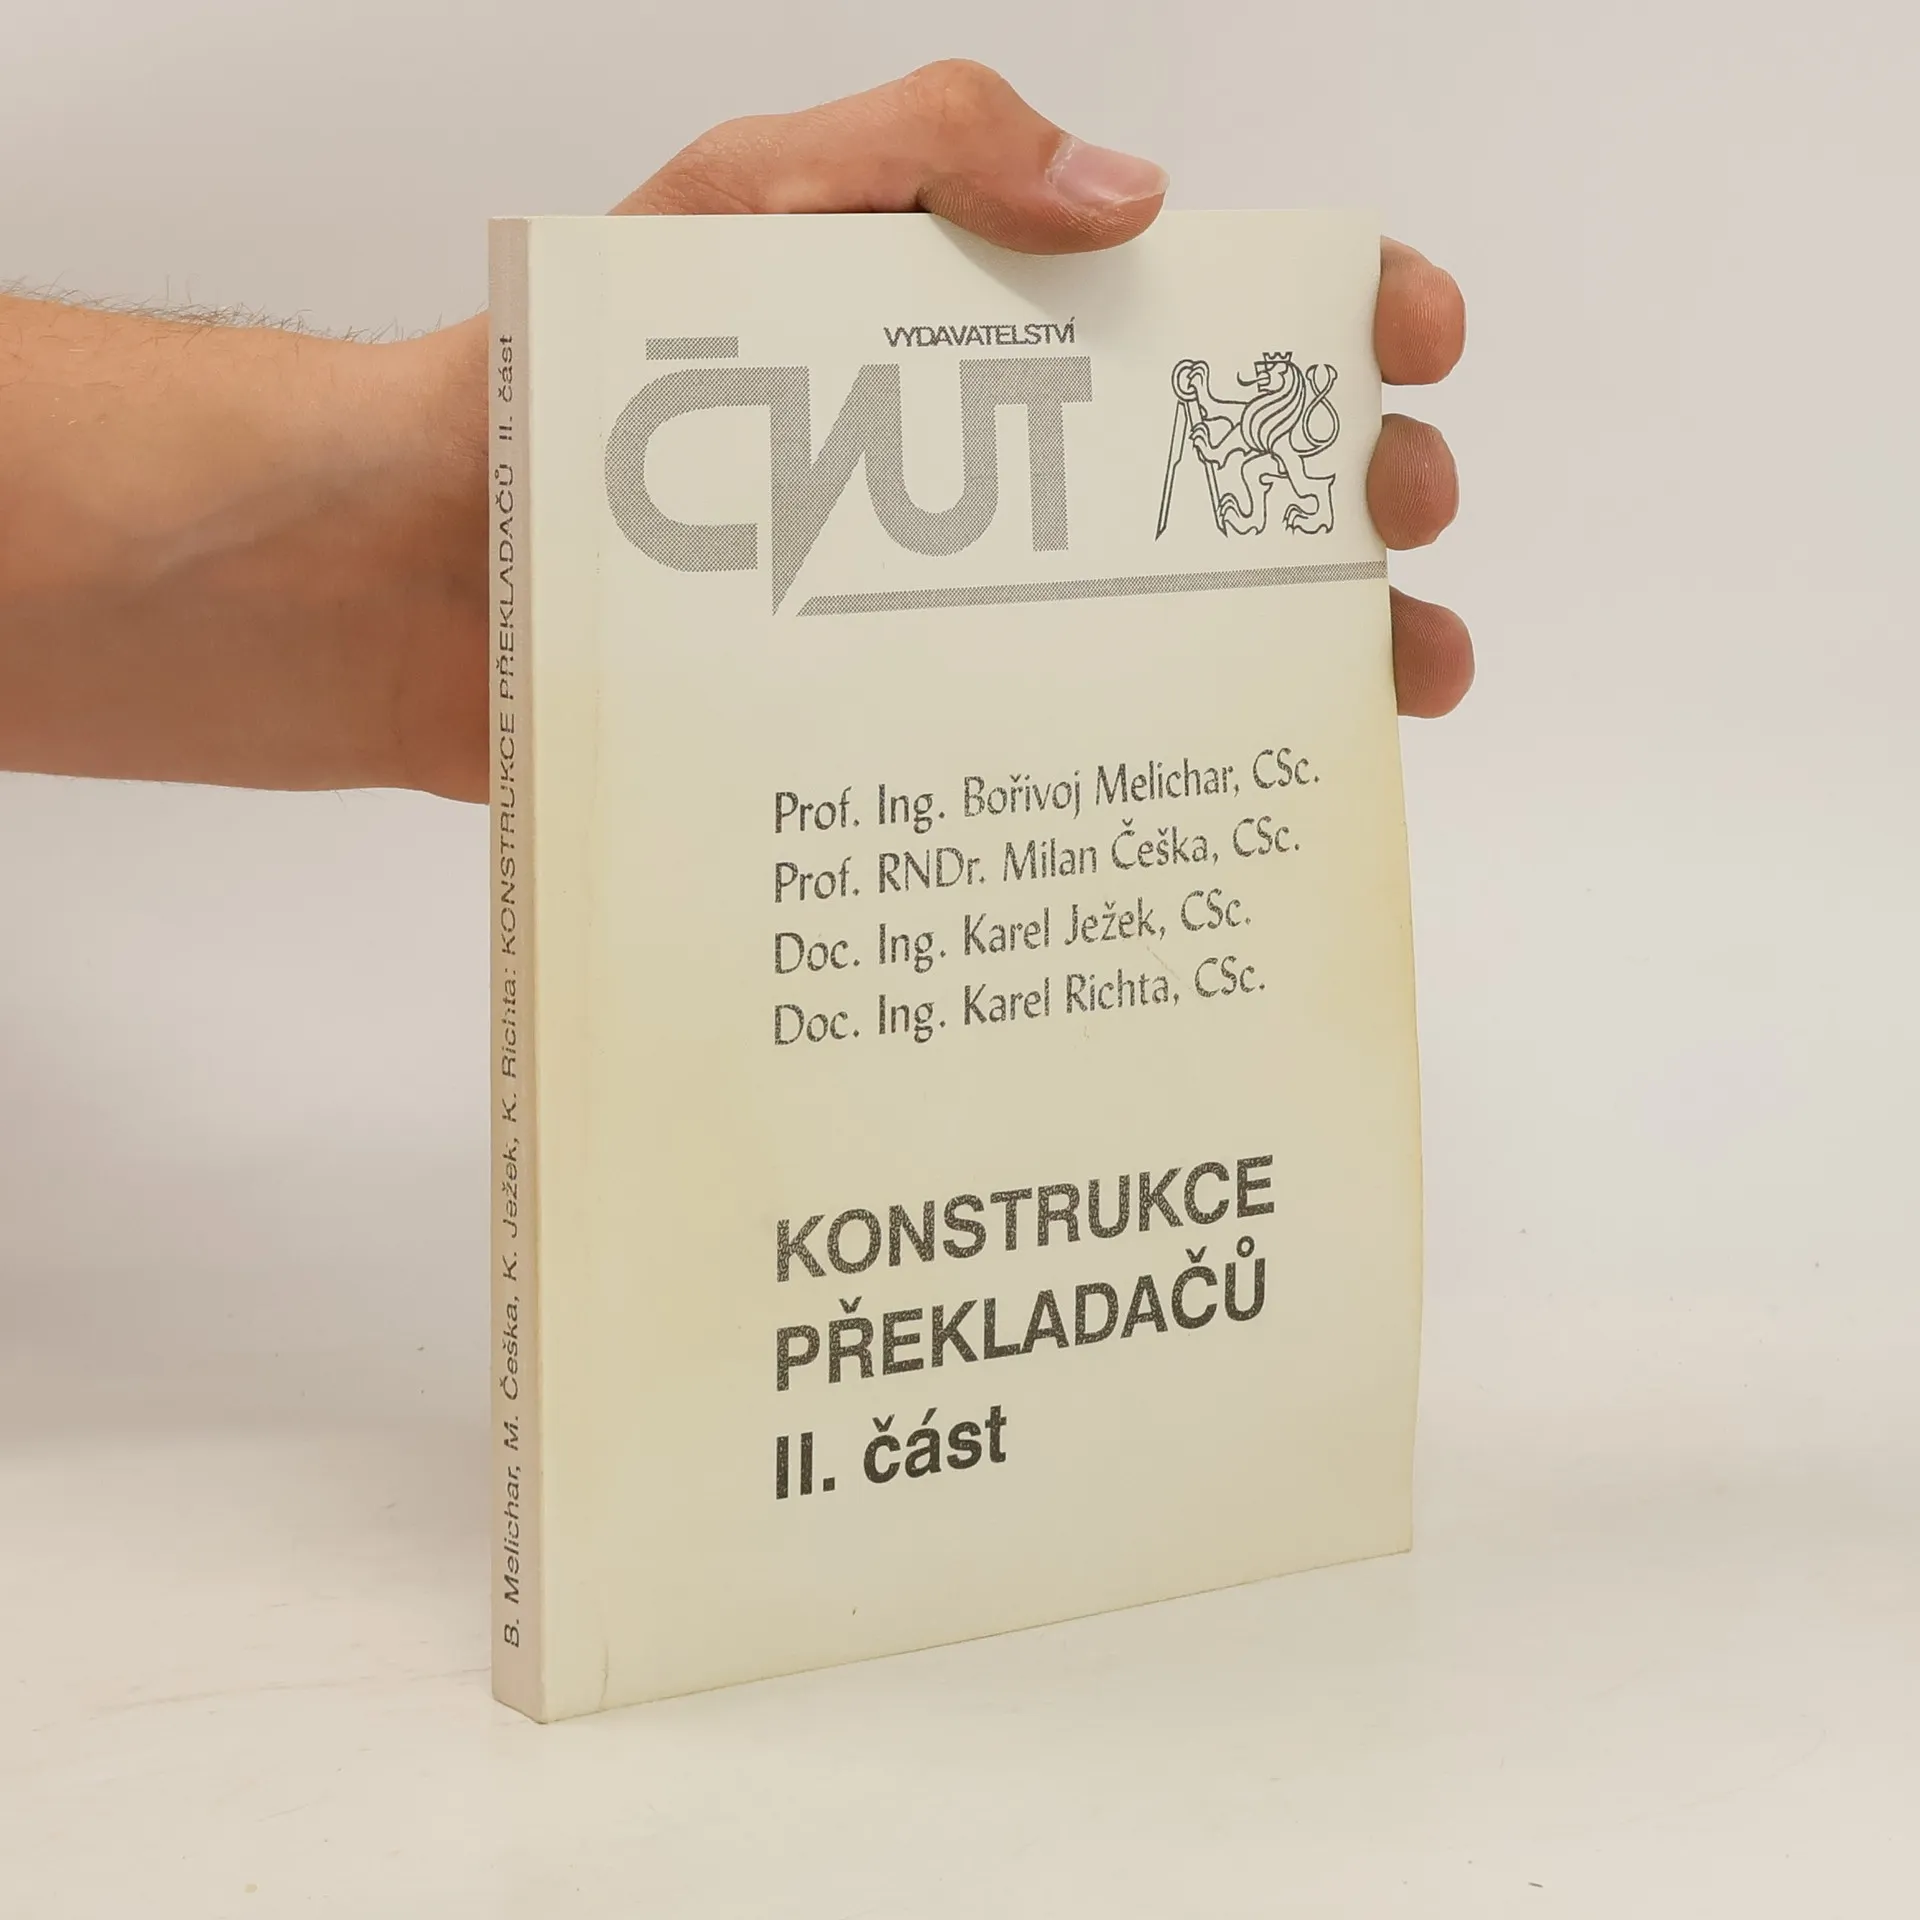 B. Melichar, M. Češka, K. Ježek, K. Richta: KONSTRUKCE PŘEKLADAČŮ II. část
VYDAVATELSTVÍ
ČVUT
Prof. Ing. Bořivoj Melichar, CSc.
Prof. RNDr. Milan Češka, CSc.
Doc. Ing. Karel Ježek, CSc.
Doc. Ing. Karel Richta, CSc.
KONSTRUKCE
PŘEKLADAČŮ
II. část